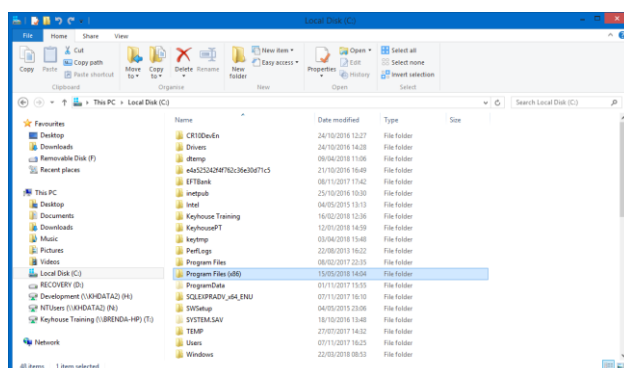 Local Disk (C:)
File Home Share View
Copy Paste Cut Copy path Paste shortcut Move to Copy to Delete Rename New folder New item Easy access Properties Open Edit History Select all Select none Invert selection
Clipboard Organise New Open Select
This PC Local Disk (C:) Search Local Disk (C:)
Name Date modified Type Size
Favourites
Desktop
Downloads
Removable Disk (F)
Recent places
This PC
Desktop
Documents
Downloads
Music
Pictures
Videos
Local Disk (C:)
RECOVERY (D:)
Development (\\KHDATA2) (H:)
NTUsers (\\KHDATA2) (N:)
Keyhouse Training (\\BRENDA-HP) (T:)
Network
CR10DevEn 24/10/2016 12:27 File folder
Drivers 24/10/2016 14:28 File folder
dtemp 09/04/2018 11:06 File folder
21/10/2016 16:49 File folder
EFTBank 08/11/2017 17:42 File folder
inetpub 25/10/2016 10:30 File folder
Intel 04/05/2015 13:13 File folder
Keyhouse Training 16/02/2018 12:36 File folder
KeyhousePT 12/01/2018 14:59 File folder
keytmp 03/04/2018 15:48 File folder
PerfLogs 22/08/2013 16:22 File folder
Program Files 08/02/2017 22:35 File folder
Program Files (x86) 15/05/2018 14:04 File folder
ProgramData 01/11/2017 15:55 File folder
SQLEXPRADV_x64_ENU 07/11/2017 16:10 File folder
SWSetup 04/05/2015 23:06 File folder
SYSTEM.SAV 18/10/2016 13:48 File folder
TEMP 27/07/2017 14:32 File folder
Users 07/11/2017 16:25 File folder
Windows 22/03/2018 08:53 File folder
1 item selected